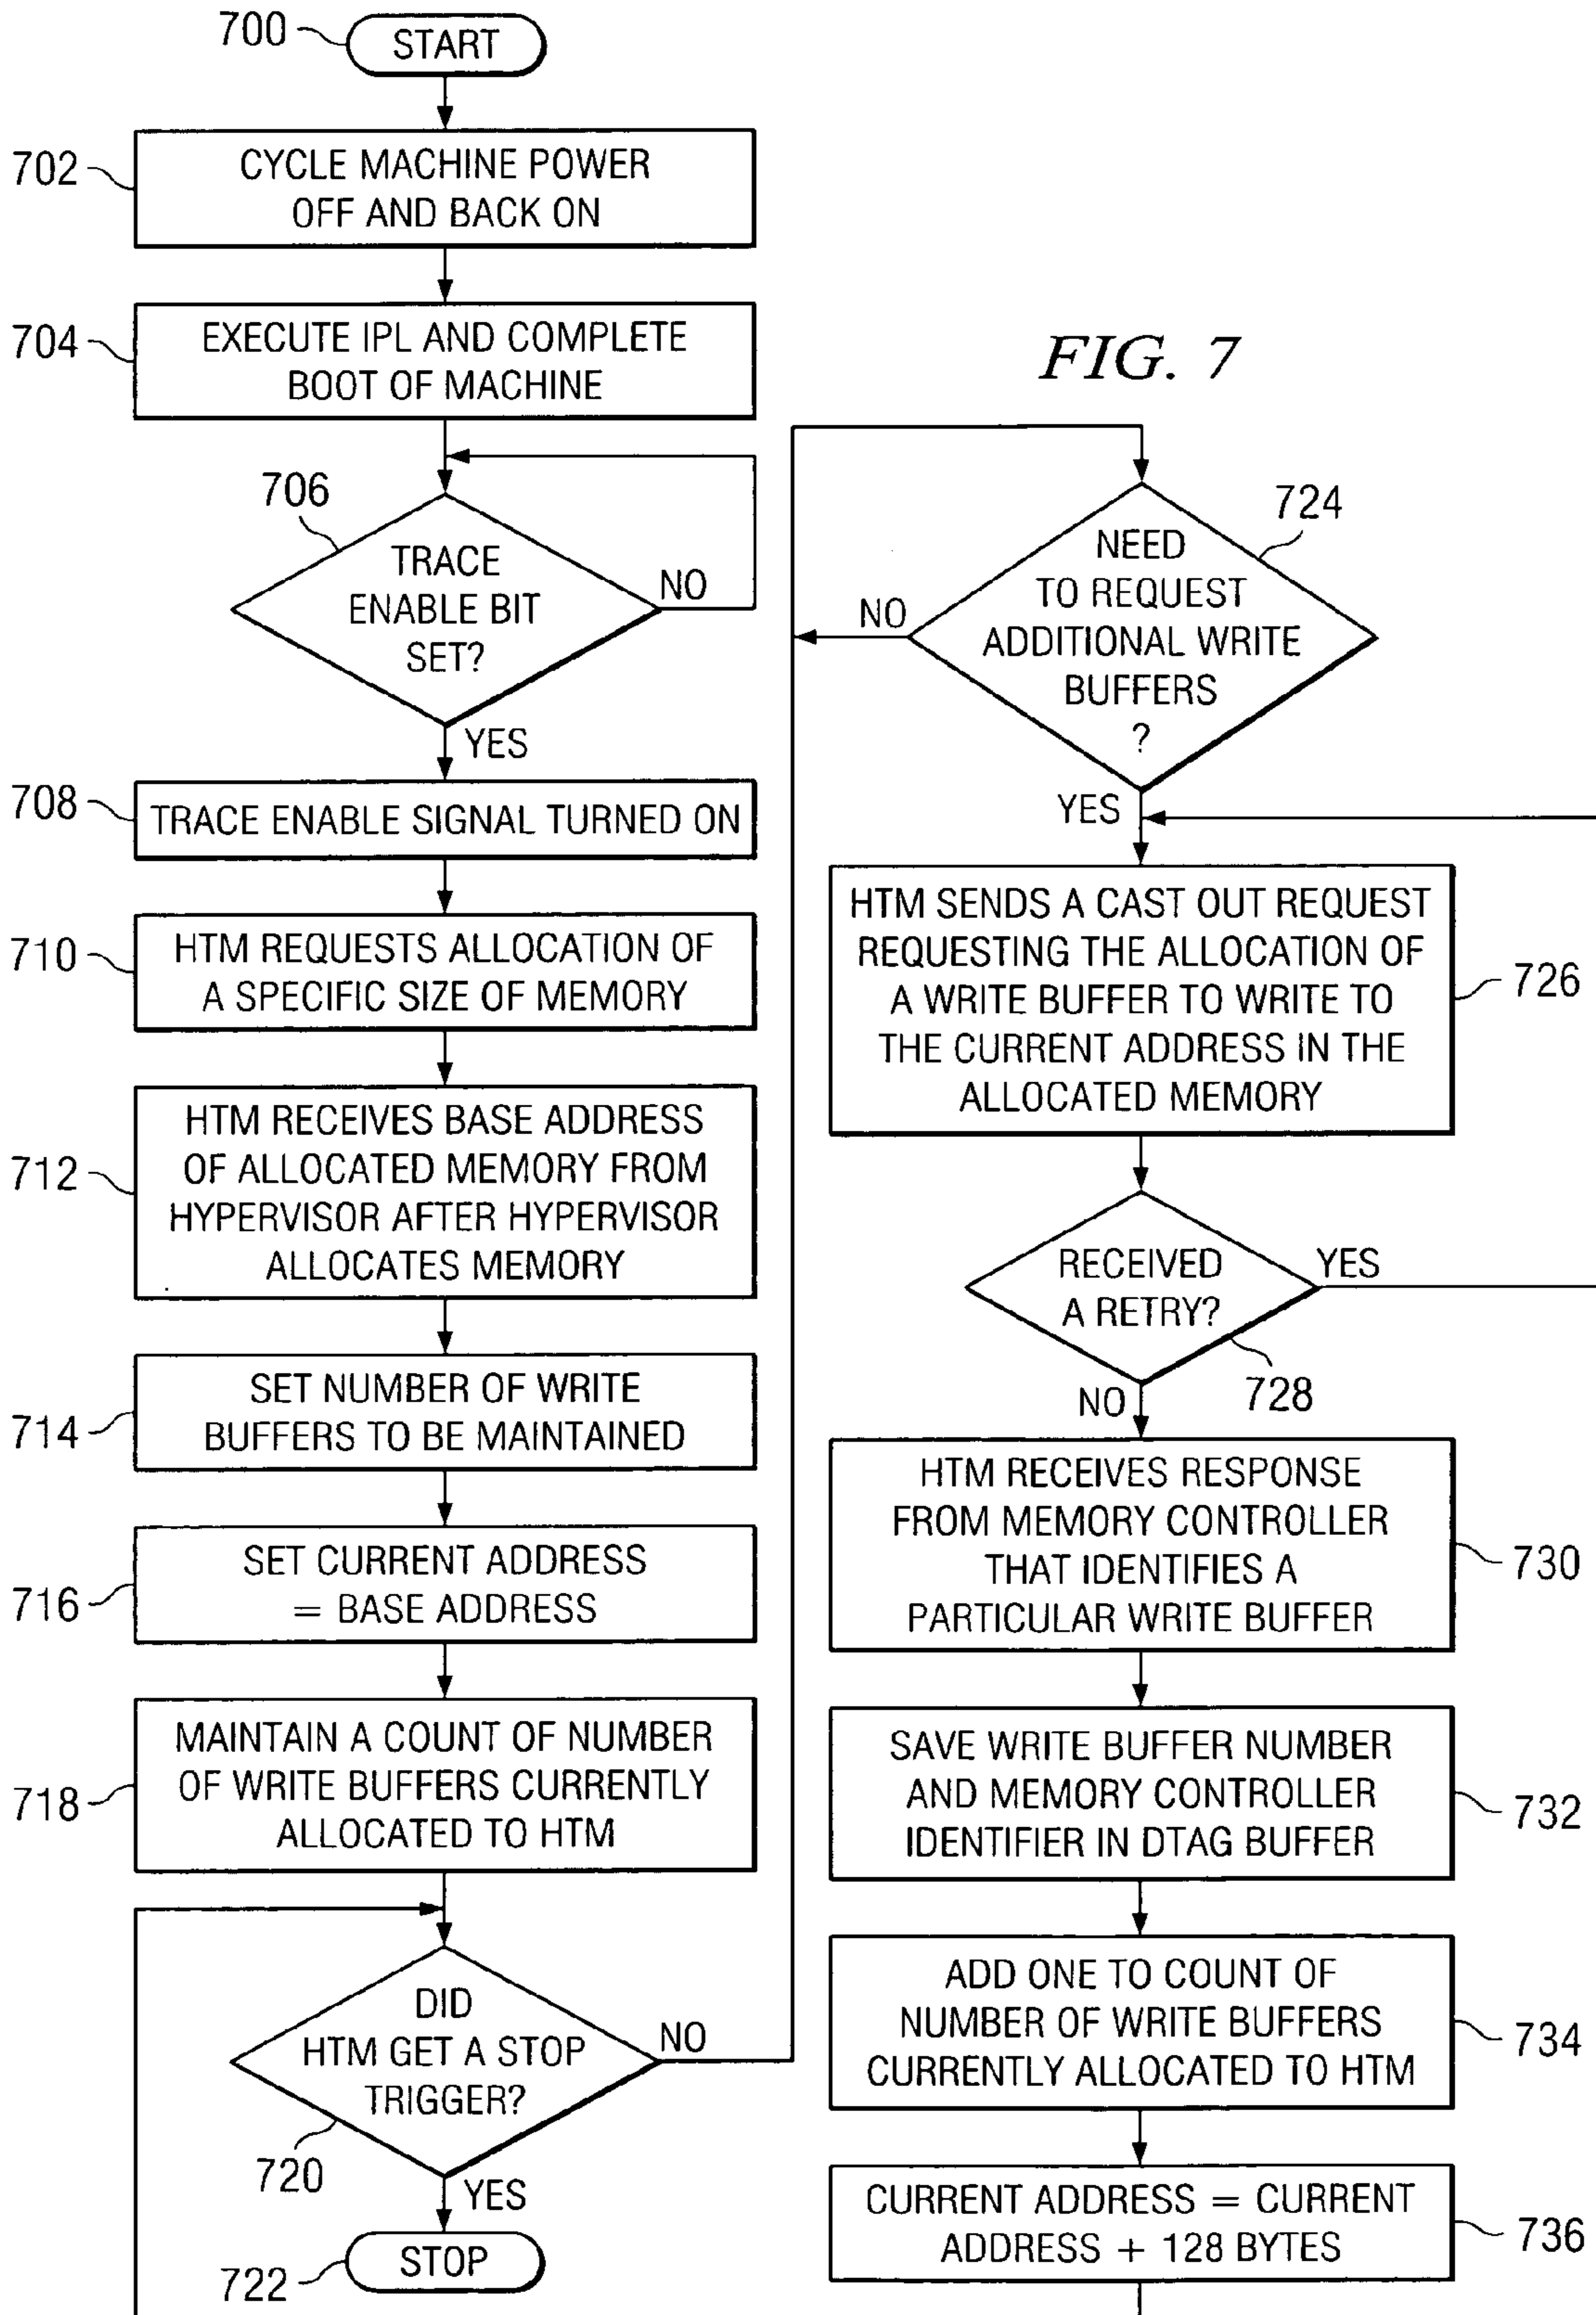 700
START
702
CYCLE MACHINE POWER
OFF AND BACK ON
704
EXECUTE IPL AND COMPLETE
BOOT OF MACHINE
706
TRACE
ENABLE BIT
SET?
NO
YES
708
TRACE ENABLE SIGNAL TURNED ON
710
HTM REQUESTS ALLOCATION OF
A SPECIFIC SIZE OF MEMORY
712
HTM RECEIVES BASE ADDRESS
OF ALLOCATED MEMORY FROM
HYPERVISOR AFTER HYPERVISOR
ALLOCATES MEMORY
714
SET NUMBER OF WRITE
BUFFERS TO BE MAINTAINED
716
SET CURRENT ADDRESS
= BASE ADDRESS
718
MAINTAIN A COUNT OF NUMBER
OF WRITE BUFFERS CURRENTLY
ALLOCATED TO HTM
DID
HTM GET A STOP
TRIGGER?
NO
720
YES
722
STOP
FIG. 7
724
NEED
TO REQUEST
ADDITIONAL WRITE
BUFFERS
?
NO
YES
HTM SENDS A CAST OUT REQUEST
REQUESTING THE ALLOCATION OF
A WRITE BUFFER TO WRITE TO
THE CURRENT ADDRESS IN THE
ALLOCATED MEMORY
726
RECEIVED
A RETRY?
YES
728
NO
HTM RECEIVES RESPONSE
FROM MEMORY CONTROLLER
THAT IDENTIFIES A
PARTICULAR WRITE BUFFER
730
SAVE WRITE BUFFER NUMBER
AND MEMORY CONTROLLER
IDENTIFIER IN DTAG BUFFER
732
ADD ONE TO COUNT OF
NUMBER OF WRITE BUFFERS
CURRENTLY ALLOCATED TO HTM
734
CURRENT ADDRESS = CURRENT
ADDRESS + 128 BYTES
736